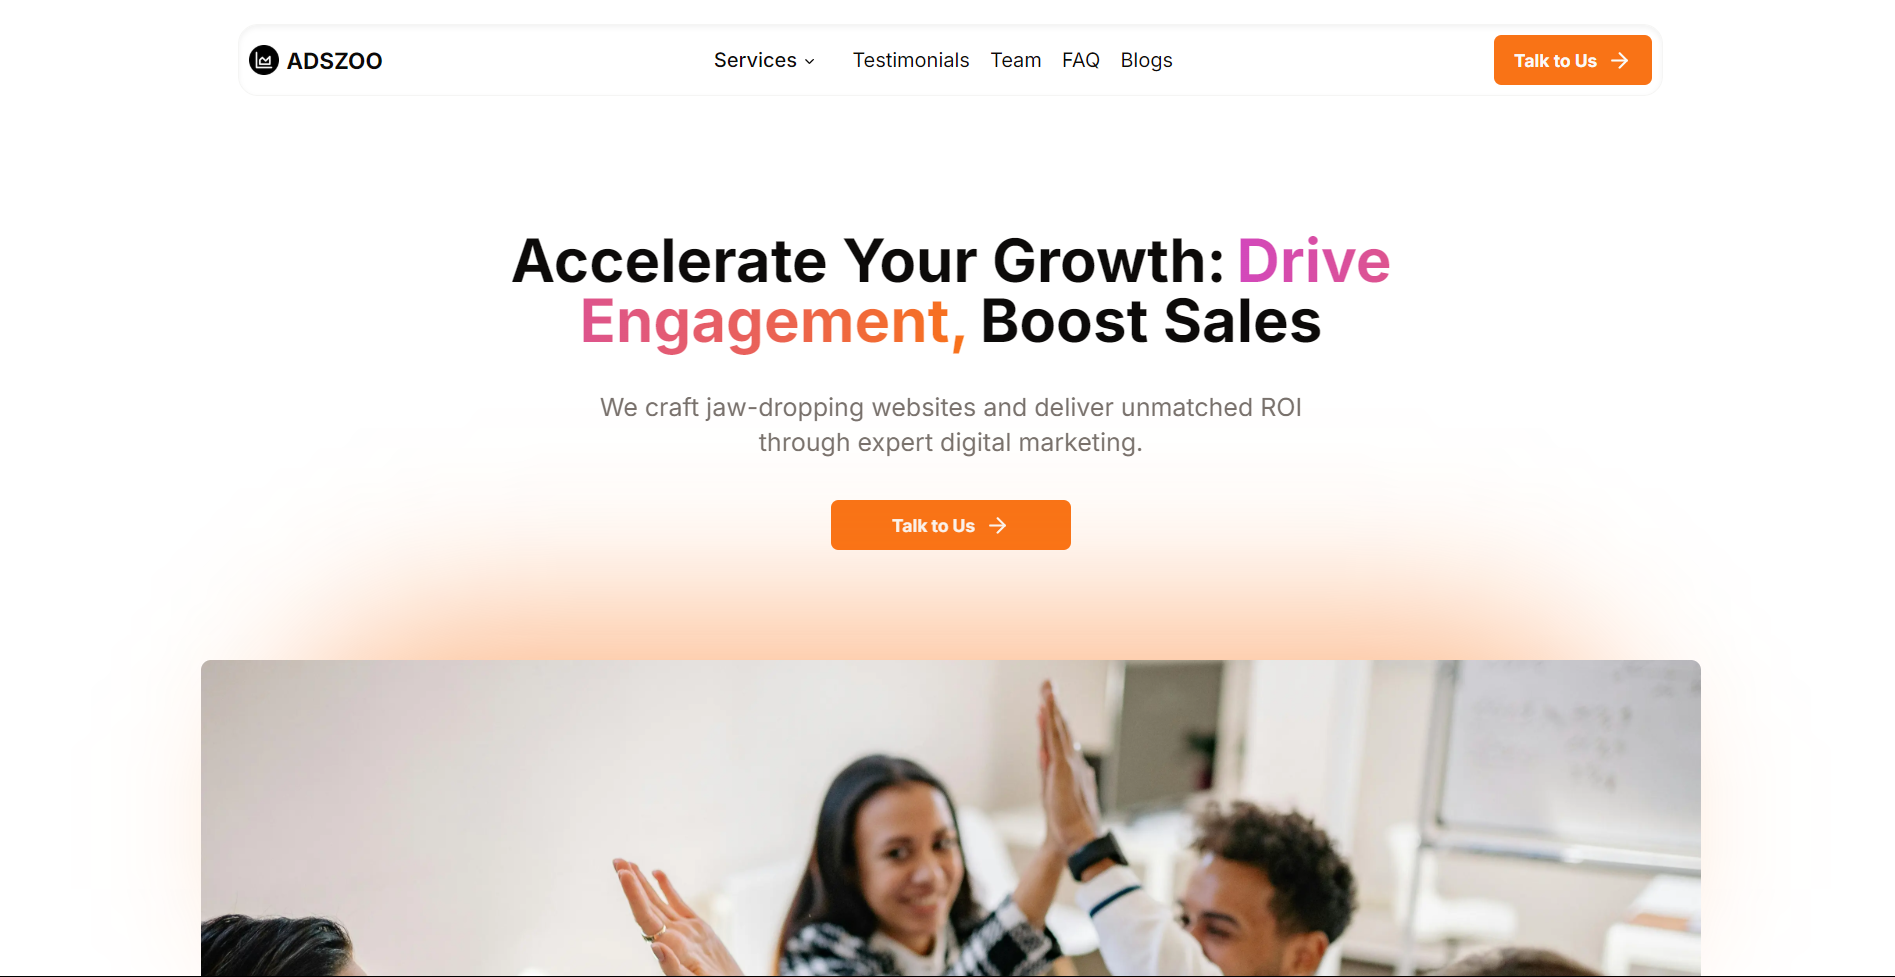 ADSZOO
Services
Testimonials
Team
FAQ
Blogs
Talk to Us
Accelerate Your Growth: Drive
Engagement, Boost Sales
We craft jaw-dropping websites and deliver unmatched ROI
through expert digital marketing.
Talk to Us